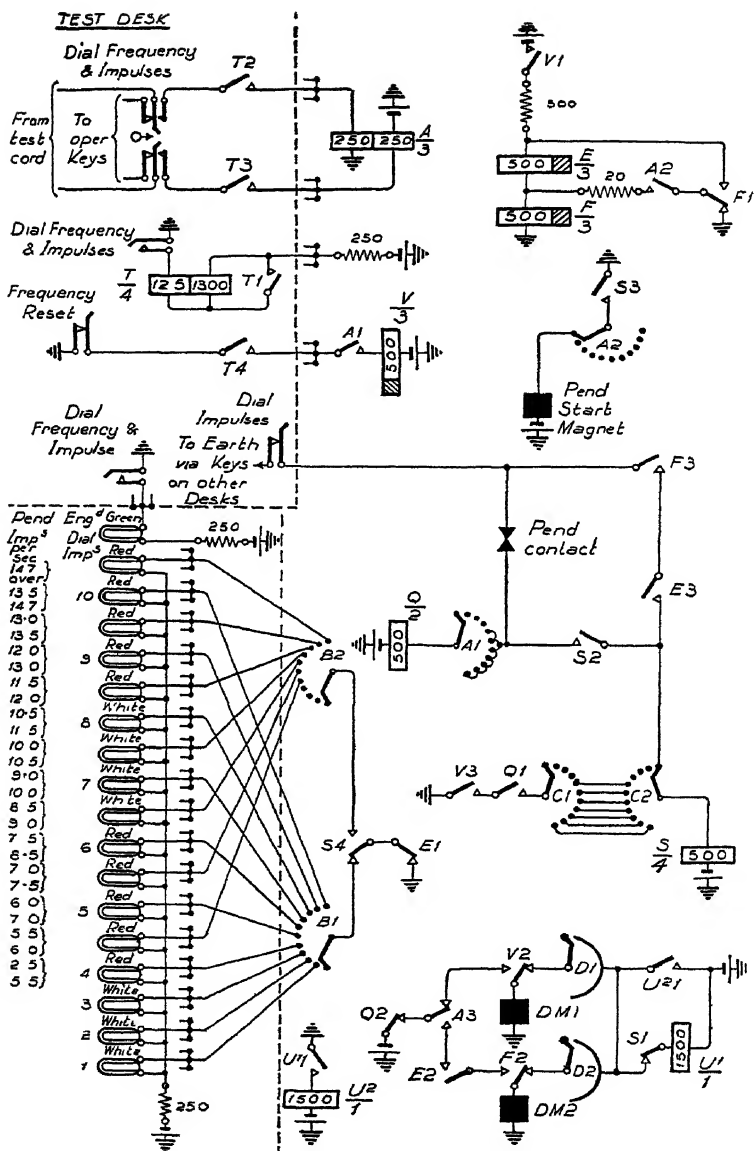 TEST DESK
Dial Frequency
& Impulses
T2
From
test
cord
To
oper
Keys
T3
250 250
A/3
V1
500
500
E/3
20
A2
F1
500
F/3
Dial Frequency
& Impulses
T/4
125 1300
T1
250
Frequency
Reset
T4
A1
V/3
500
S3
A2
Pend
Start
Magnet
Dial
Frequency &
Impulse
Dial
Impulses
To Earth
via Keys
on other
Desks
F3
Pend
contact
E3
S2
500
A1
Pend
Imps
per
sec
Engd
Dial
Imps
Green
250
14 7
over
Red
13 5
14 7
10
Red
13·0
13 5
Red
12 0
13 0
9
Red
11 5
12 0
Red
10·5
11 5
8
White
10 0
10 5
White
9·0
10 0
7
White
8 5
9 0
White
7 5
8·5
6
Red
7 0
7·5
Red
6 0
7 0
5
Red
5 5
6 0
Red
2 5
5 5
4
Red
3
White
2
White
1
White
250
B2
S4
E1
B1
V3
Q1
C1
C2
S/4
500
U'1
1500
U²/1
V2
D1
U²1
Q2
A3
DM1
S1
1500
U'/1
E2
F2
D2
DM2